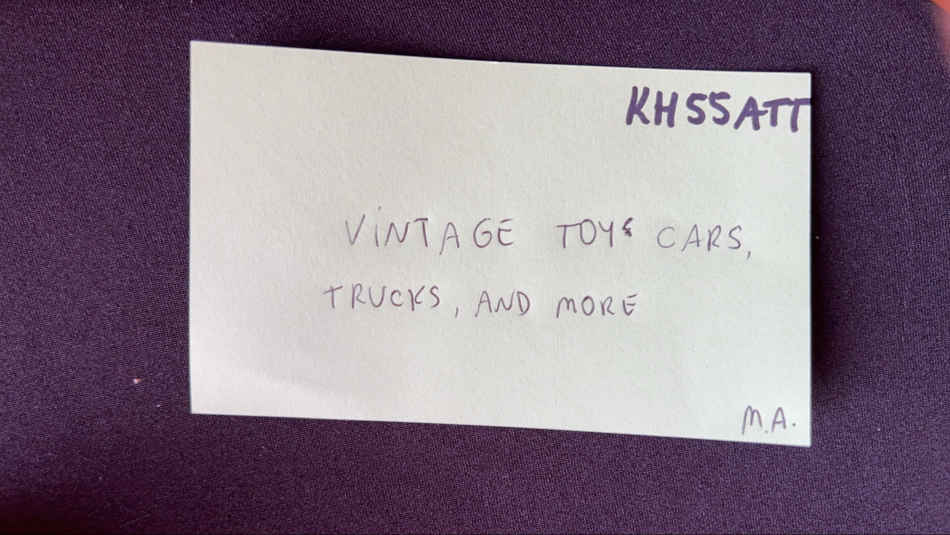 KH55ATT
ViNTAGE TOYS CARS,
TRUCKS, AND MORE
M.A.